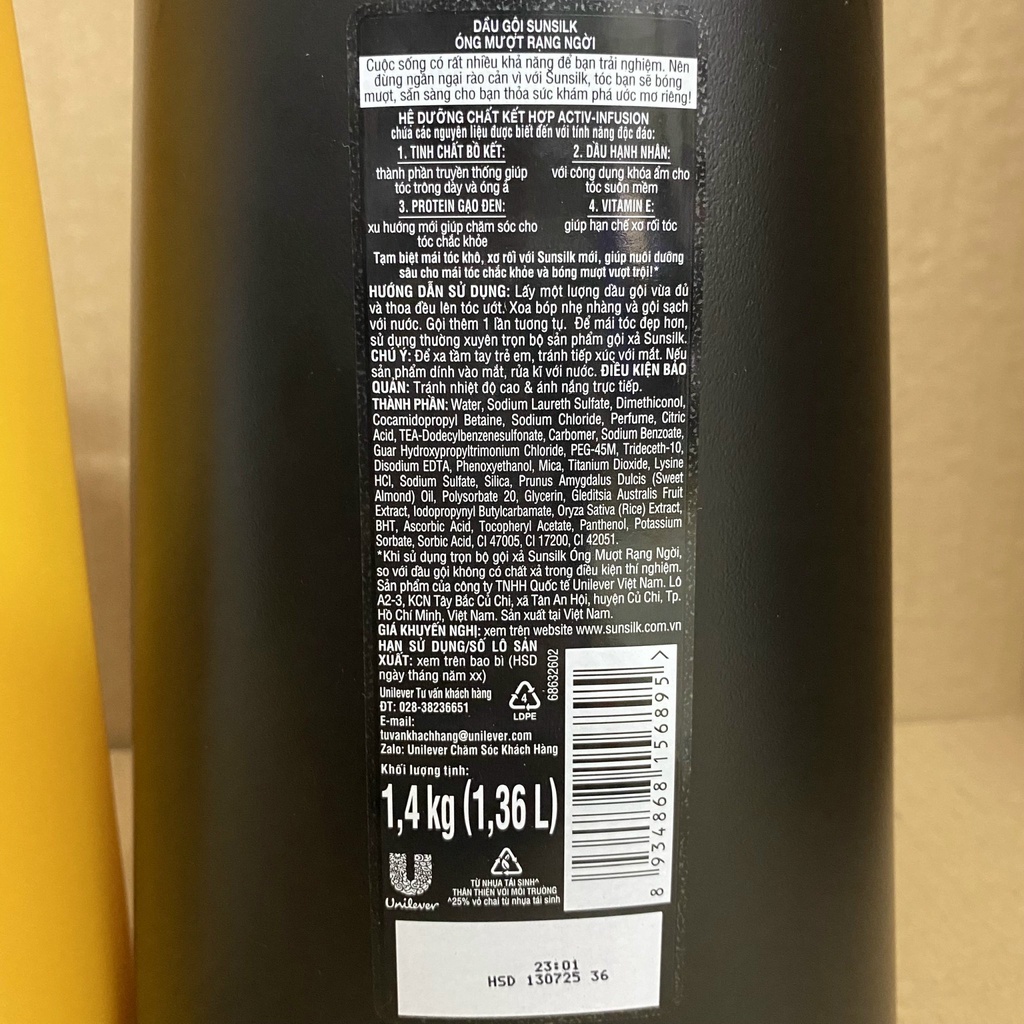 DẦU GỘI SUNSILK
ÓNG MƯỢT RẠNG NGỜI
Cuộc sống có rất nhiều khả năng để bạn trải nghiệm. Nên
đừng ngần ngại rào cản vì với Sunsilk, tóc bạn sẽ bóng
mượt, sẵn sàng cho bạn thỏa sức khám phá ước mơ riêng!
HỆ DƯỠNG CHẤT KẾT HỢP ACTIV-INFUSION
chứa các nguyên liệu được biết đến với tính năng độc đáo:
1. TINH CHẤT BỒ KẾT:
thành phần truyền thống giúp
tóc trông dày và óng ả
2. DẦU HẠNH NHÂN:
với công dụng khóa ẩm cho
tóc suôn mềm
3. PROTEIN GẠO ĐEN:
xu hướng mới giúp chăm sóc cho
tóc chắc khỏe
4. VITAMIN E:
giúp hạn chế xơ rối tóc
Tạm biệt mái tóc khô, xơ rối với Sunsilk mới, giúp nuôi dưỡng
sâu cho mái tóc chắc khỏe và bóng mượt vượt trội!*
HƯỚNG DẪN SỬ DỤNG: Lấy một lượng dầu gội vừa đủ
và thoa đều lên tóc ướt. Xoa bóp nhẹ nhàng và gội sạch
với nước. Gội thêm 1 lần tương tự. Để mái tóc đẹp hơn,
sử dụng thường xuyên trọn bộ sản phẩm gội xả Sunsilk.
CHÚ Ý: Để xa tầm tay trẻ em, tránh tiếp xúc với mắt. Nếu
sản phẩm dính vào mắt, rửa kĩ với nước. ĐIỀU KIỆN BẢO
QUẢN: Tránh nhiệt độ cao & ánh nắng trực tiếp.
THÀNH PHẦN: Water, Sodium Laureth Sulfate, Dimethiconol,
Cocamidopropyl Betaine, Sodium Chloride, Perfume, Citric
Acid, TEA-Dodecylbenzenesulfonate, Carbomer, Sodium Benzoate,
Guar Hydroxypropyltrimonium Chloride, PEG-45M, Trideceth-10,
Disodium EDTA, Phenoxyethanol, Mica, Titanium Dioxide, Lysine
HCl, Sodium Sulfate, Silica, Prunus Amygdalus Dulcis (Sweet
Almond) Oil, Polysorbate 20, Glycerin, Gleditsia Australis Fruit
Extract, Iodopropynyl Butylcarbamate, Oryza Sativa (Rice) Extract,
BHT, Ascorbic Acid, Tocopheryl Acetate, Panthenol, Potassium
Sorbate, Sorbic Acid, CI 47005, CI 17200, CI 42051.
*Khi sử dụng trọn bộ gội xả Sunsilk Óng Mượt Rạng Ngời,
so với dầu gội không có chất xả trong điều kiện thí nghiệm.
Sản phẩm của công ty TNHH Quốc tế Unilever Việt Nam. Lô
A2-3, KCN Tây Bắc Củ Chi, xã Tân An Hội, huyện Củ Chi, Tp.
Hồ Chí Minh, Việt Nam. Sản xuất tại Việt Nam.
GIÁ KHUYẾN NGHỊ: xem trên website www.sunsilk.com.vn
HẠN SỬ DỤNG/SỐ LÔ SẢN
XUẤT: xem trên bao bì (HSD
ngày tháng năm xx)
Unilever Tư vấn khách hàng
ĐT: 028-38236651
E-mail:
tuvankhachhang@unilever.com
Zalo: Unilever Chăm Sóc Khách Hàng
4
LDPE
68632602
Khối lượng tịnh:
1,4 kg (1,36 L)
Unilever
TỪ NHỰA TÁI SINH^
THÂN THIỆN VỚI MÔI TRƯỜNG
^25% vỏ chai từ nhựa tái sinh
8 934868 156895 >
23:01
HSD 130725 36